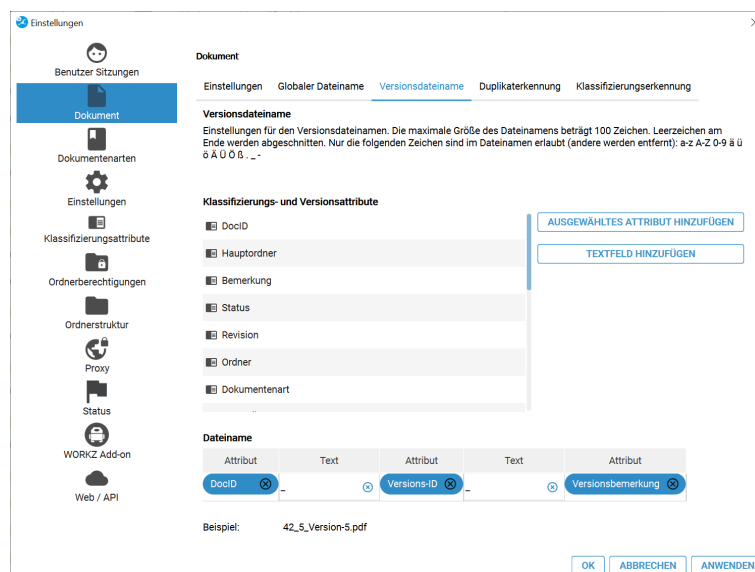 Einstellungen
Benutzer Sitzungen
Dokument
Dokumentenarten
Einstellungen
Klassifizierungsattribute
Ordnerberechtigungen
Ordnerstruktur
Proxy
Status
WORKZ Add-on
Web / API
Dokument
Einstellungen Globaler Dateiname Versionsdateiname Duplikaterkennung Klassifizierungserkennung
Versionsdateiname
Einstellungen für den Versionsdateinamen. Die maximale Größe des Dateinamens beträgt 100 Zeichen. Leerzeichen am
Ende werden abgeschnitten. Nur die folgenden Zeichen sind im Dateinamen erlaubt (andere werden entfernt): a-z A-Z 0-9 ä ü
ö Ä Ü Ö ß . _ -
Klassifizierungs- und Versionsattribute
DocID
Hauptordner
Bemerkung
Status
Revision
Ordner
Dokumentenart
AUSGEWÄHLTES ATTRIBUT HINZUFÜGEN
TEXTFELD HINZUFÜGEN
Dateiname
Attribut Text Attribut Text Attribut
DocID _ Versions-ID _ Versionsbemerkung
Beispiel: 42_5_Version-5.pdf
OK ABBRECHEN ANWENDEN